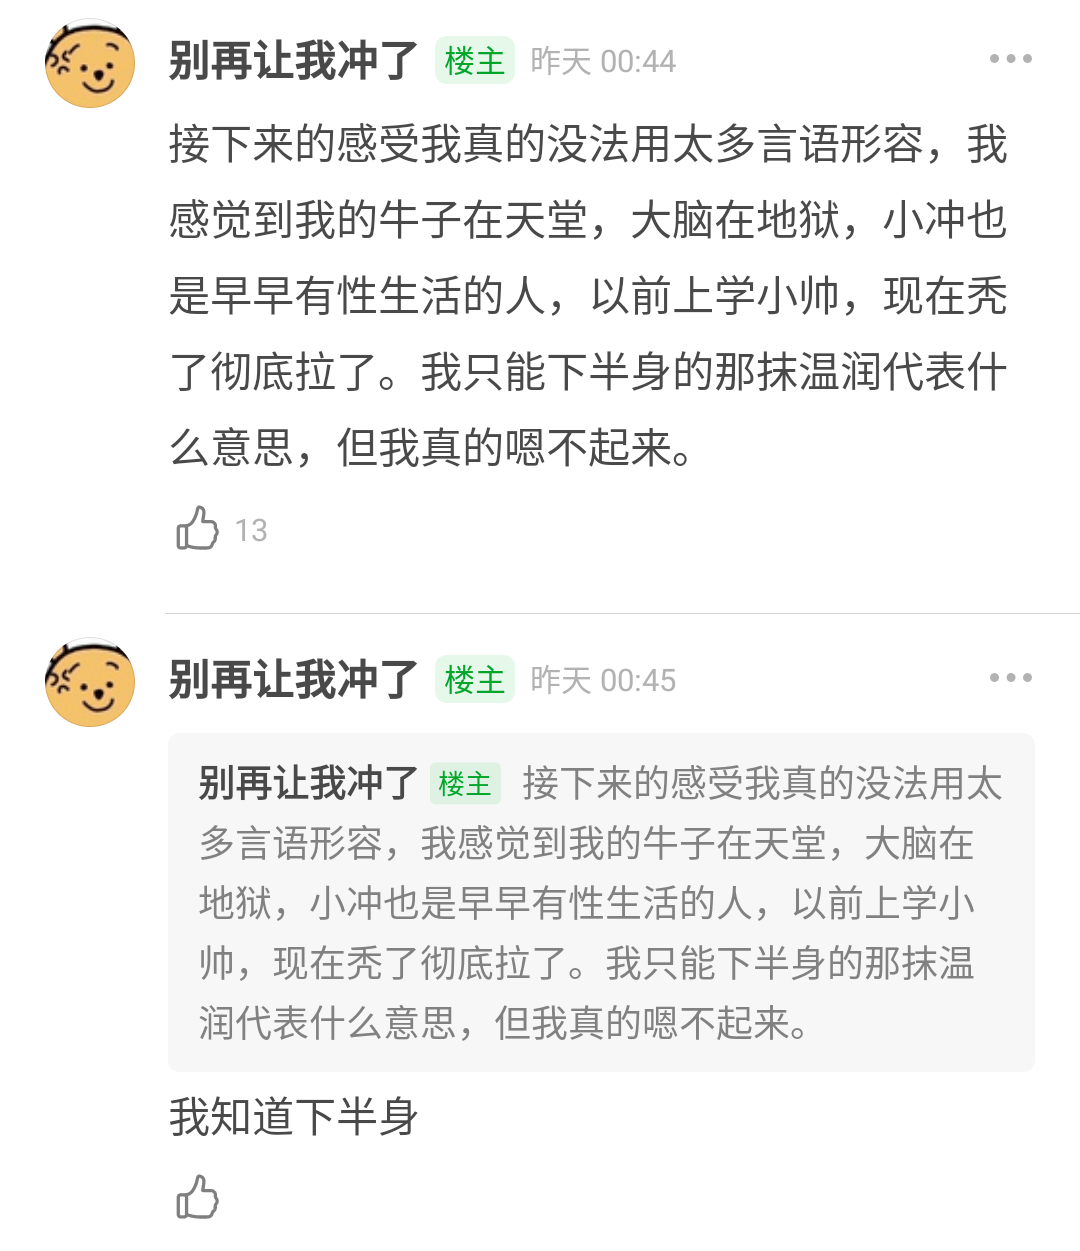 别再让我冲了 楼主 昨天 00:44
接下来的感受我真的没法用太多言语形容，我
感觉到我的牛子在天堂，大脑在地狱，小冲也
是早早有性生活的人，以前上学小帅，现在秃
了彻底拉了。我只能下半身的那抹温润代表什
么意思，但我真的嗯不起来。
13
别再让我冲了 楼主 昨天 00:45
别再让我冲了 楼主 接下来的感受我真的没法用太
多言语形容，我感觉到我的牛子在天堂，大脑在
地狱，小冲也是早早有性生活的人，以前上学小
帅，现在秃了彻底拉了。我只能下半身的那抹温
润代表什么意思，但我真的嗯不起来。
我知道下半身